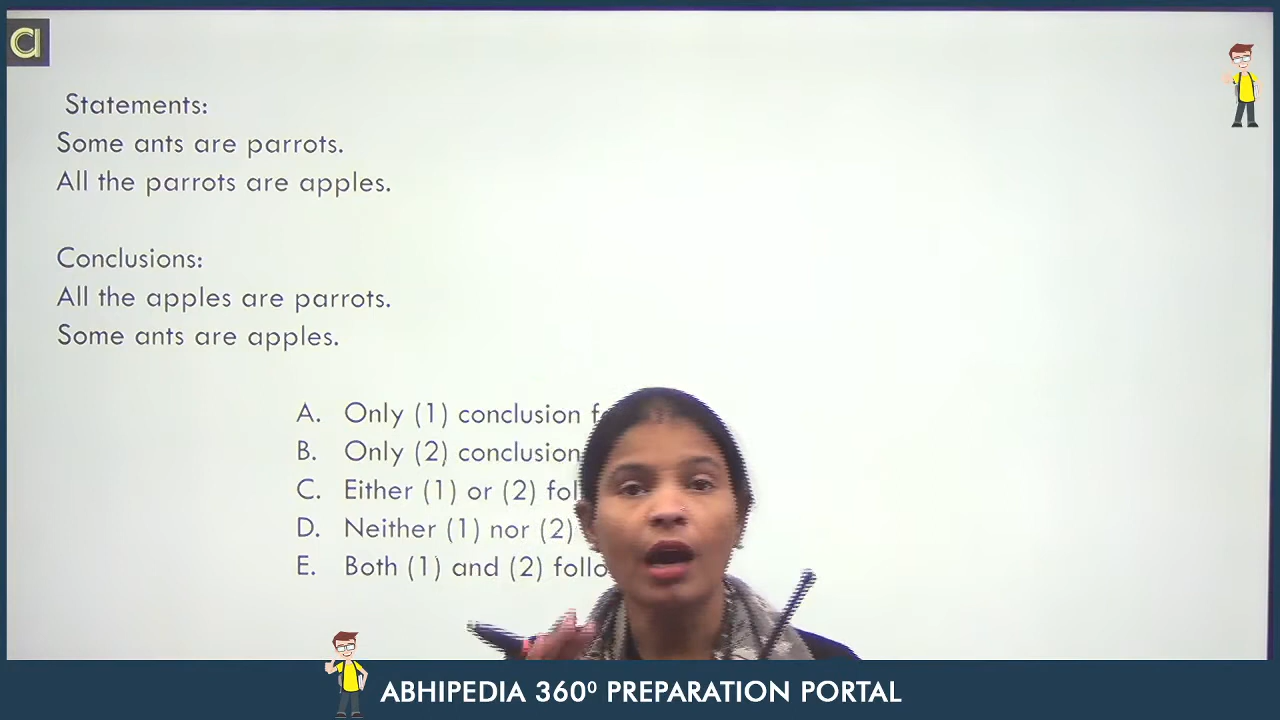 a
Statements:
Some ants are parrots.
All the parrots are apples.
Conclusions:
All the apples are parrots.
Some ants are apples.
A. Only (1) conclusion
B. Only (2) conclusion
C. Either (1) or (2)
D. Neither (1) nor (2)
E. Both (1) and (2)
ABHIPEDIA 360⁰ PREPARATION PORTAL